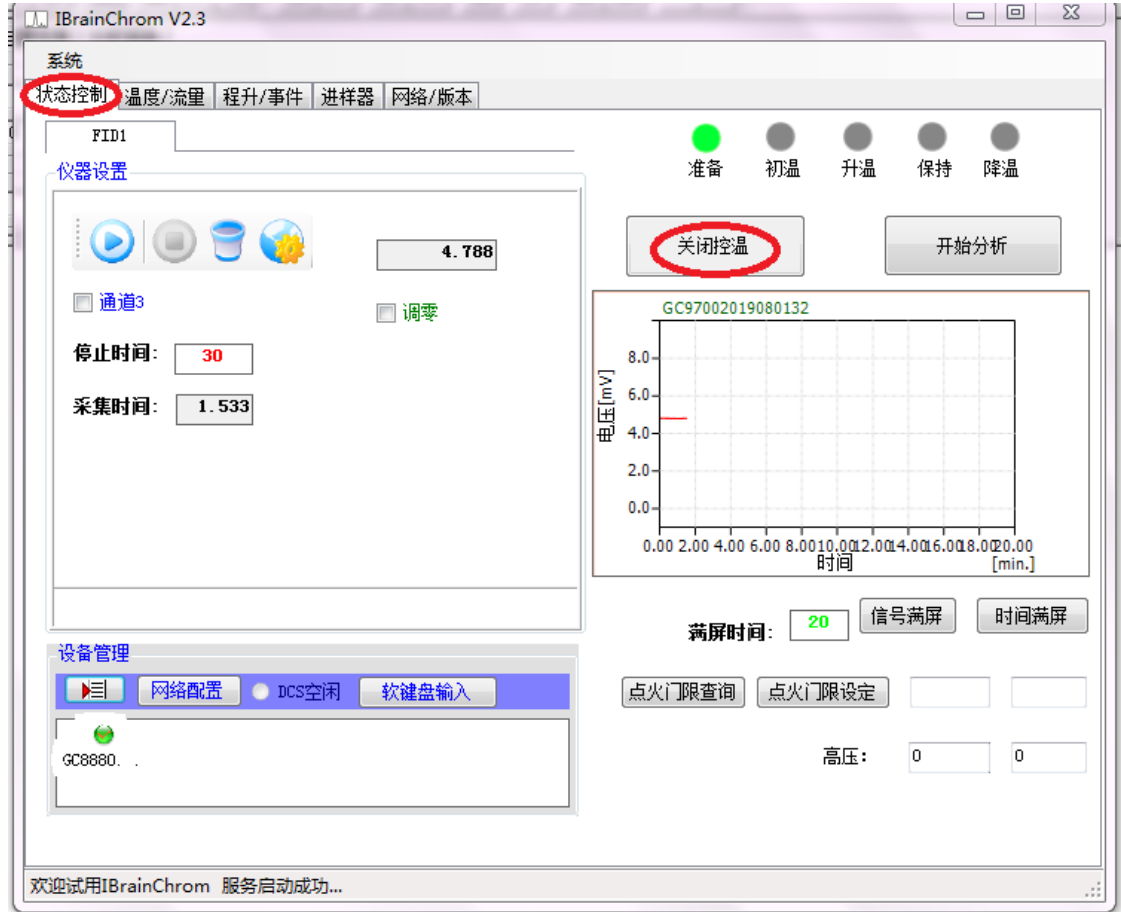 IBrainChrom V2.3
系统
状态控制 温度/流里 程升/事件 进样器 网络/版本
FID1
准备 初温 升温 保持 降温
仪器设置
4.788
关闭控温 开始分析
通道3
调零
停止时间： 30
采集时间： 1.533
GC97002019080132
电压[mV]
8.0
6.0
4.0
2.0
0.0
0.00 2.00 4.00 6.00 8.00 10.00 12.00 14.00 16.00 18.00 20.00
时间
[min.]
满屏时间： 20 信号满屏 时间满屏
设备管理
网络配置 DCS空闲 软键盘输入
点火门限查询 点火门限设定
GC8880. .
高压： 0 0
欢迎试用IBrainChrom 服务启动成功...